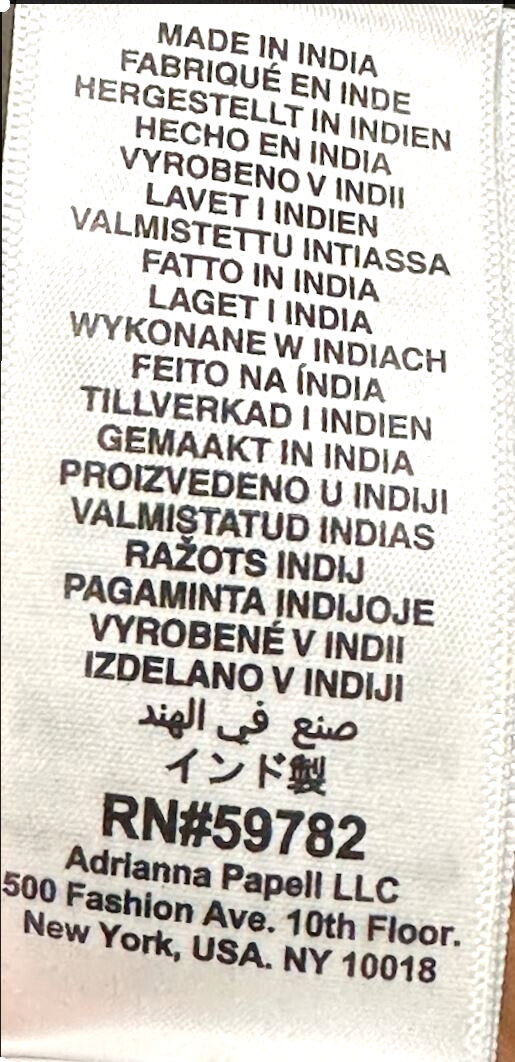 MADE IN INDIA
FABRIQUÉ EN INDE
HERGESTELLT IN INDIEN
HECHO EN INDIA
VYROBENO V INDII
LAVET I INDIEN
VALMISTETTU INTIASSA
FATTO IN INDIA
LAGET I INDIA
WYKONANE W INDIACH
FEITO NA ÍNDIA
TILLVERKAD I INDIEN
GEMAAKT IN INDIA
PROIZVEDENO U INDIJI
VALMISTATUD INDIAS
RAŽOTS INDIJ
PAGAMINTA INDIJOJE
VYROBENÉ V INDII
IZDELANO V INDIJI
صنع في الهند
インド製
RN#59782
Adrianna Papell LLC
500 Fashion Ave. 10th Floor.
New York, USA. NY 10018